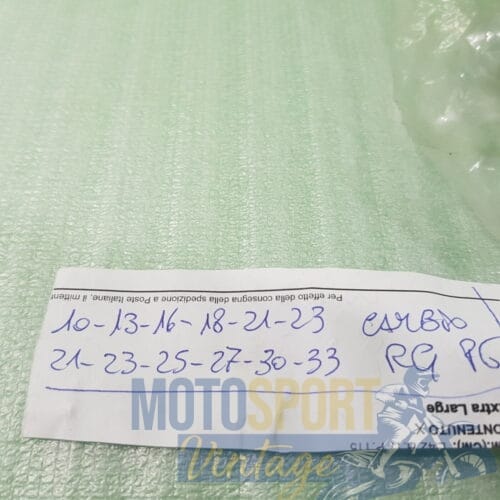 Per effetto della consegna della spedizione a Poste Italiane, il mittent
10-13-16-18-21-23 CARBON
21-23-25-27-30-33 RG PG
MOTOSPORT
Vintage
Extra Large
CONTENUTO X